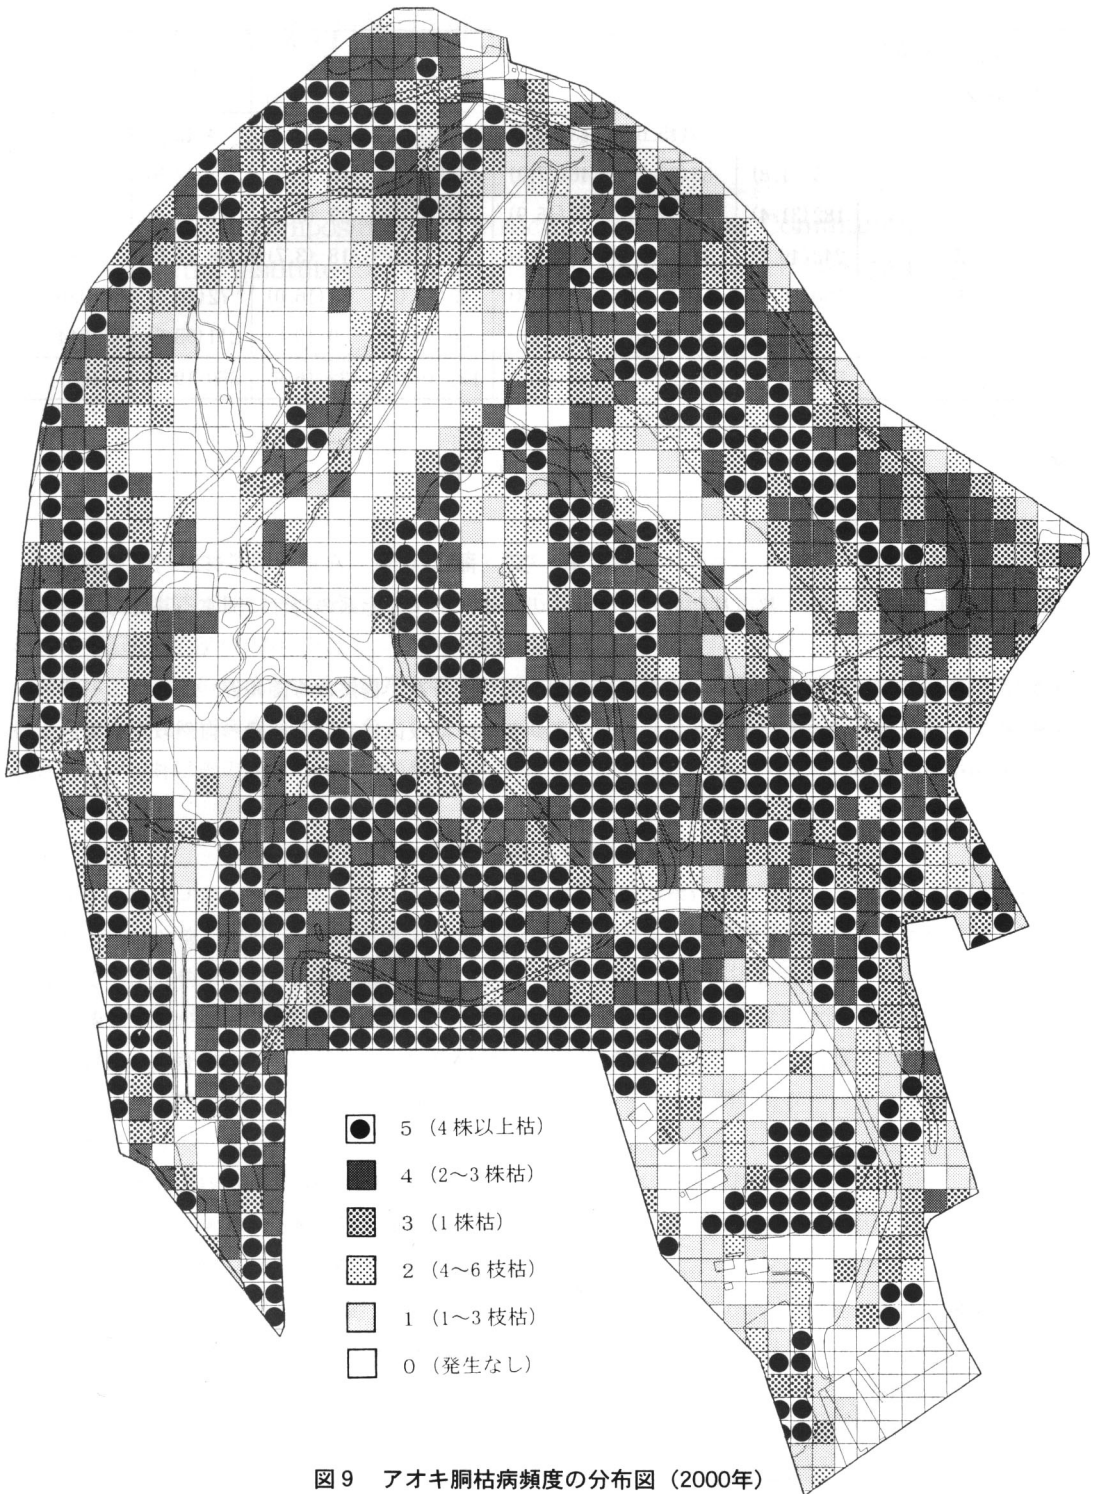 5 (4株以上枯)
4 (2〜3株枯)
3 (1株枯)
2 (4〜6枝枯)
1 (1〜3枝枯)
0 (発生なし)
図9 アオキ胴枯病頻度の分布図 (2000年)